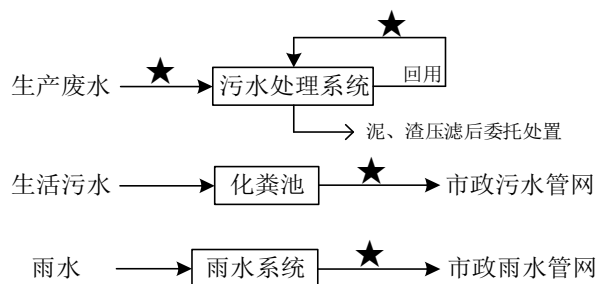 生产废水
污水处理系统
回用
泥、渣压滤后委托处置
生活污水
化粪池
市政污水管网
雨水
雨水系统
市政雨水管网